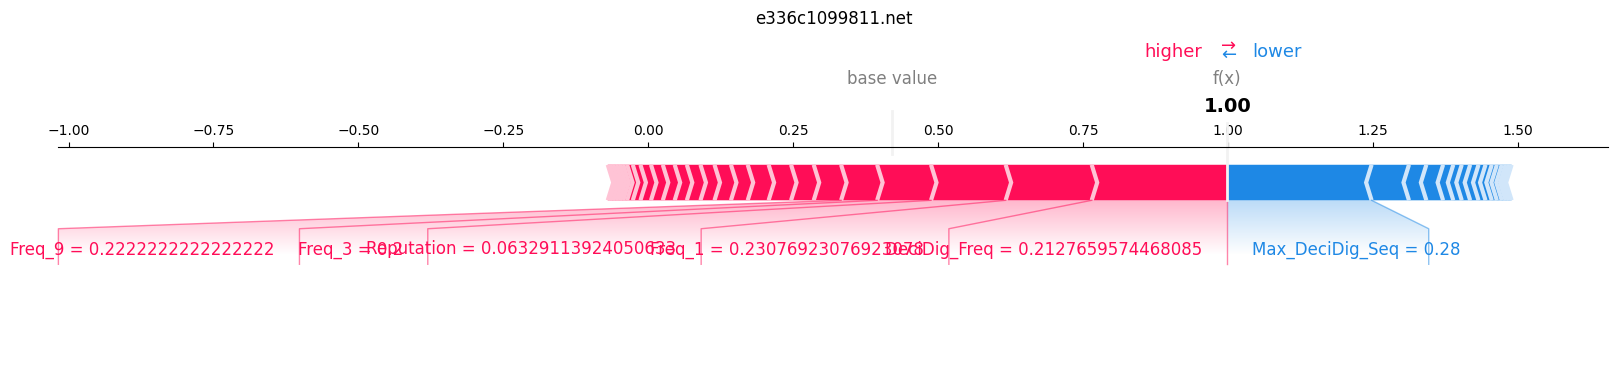 e336c1099811.net
higher → ← lower
base value f(x)
1.00
−1.00 −0.75 −0.50 −0.25 0.00 0.25 0.50 0.75 1.00 1.25 1.50
Freq_9 = 0.2222222222222222 Freq_3 = 0.2 Reputation = 0.06329113924050633 Freq_1 = 0.23076923076923078 DeciDig_Freq = 0.2127659574468085 Max_DeciDig_Seq = 0.28